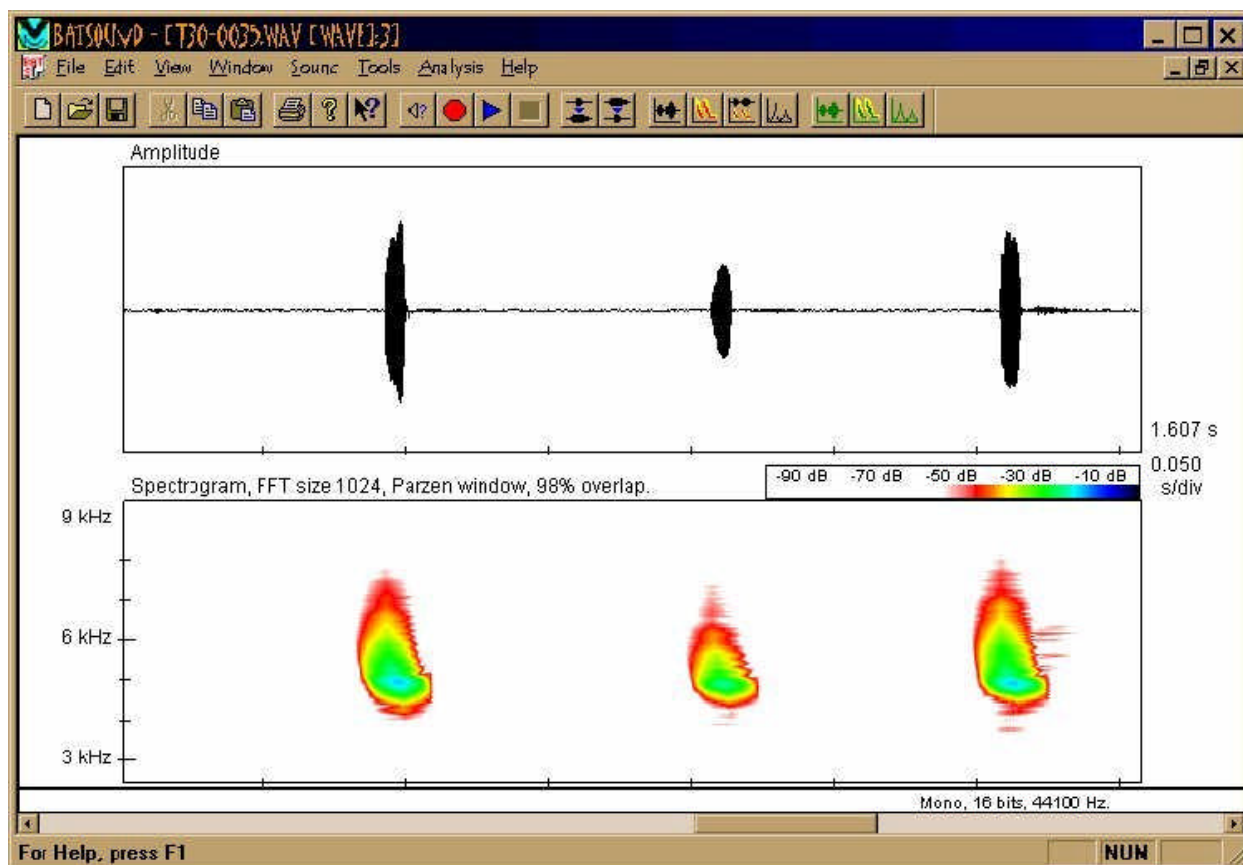 BATSOUND - [T30-0035.WAV [WAVE]:3]
File Edit View Window Sounc Tools Analysis Help
Amplitude
1.607 s
0.050
s/div
-90 dB -70 dB -50 dB -30 dB -10 dB
Spectrogram, FFT size 1024, Parzen window, 98% overlap.
9 kHz
6 kHz
3 kHz
Mono, 16 bits, 44100 Hz.
For Help, press F1
NUM